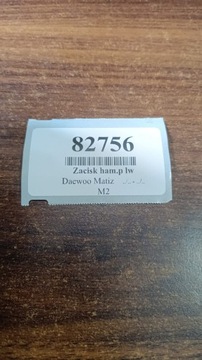 82756
Zacisk ham.p lw
Daewoo Matiz
M2